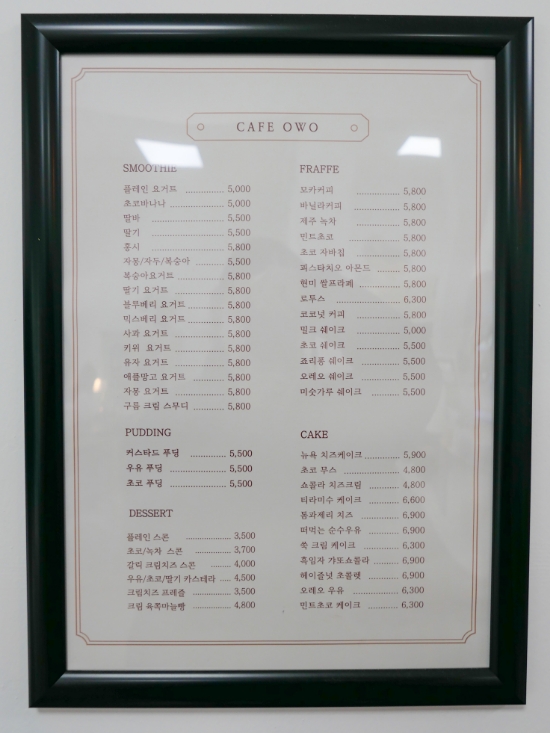 CAFE OWO
SMOOTHIE
플레인 요거트 .............. 5,000
초코바나나 .............. 5,000
딸바 .............. 5,500
딸기 .............. 5,500
홍시 .............. 5,800
자몽/자두/복숭아 .............. 5,500
복숭아요거트 .............. 5,800
딸기 요거트 .............. 5,800
블루베리 요거트 .............. 5,800
믹스베리 요거트 .............. 5,800
사과 요거트 .............. 5,800
키위 요거트 .............. 5,800
유자 요거트 .............. 5,800
애플망고 요거트 .............. 5,800
자몽 요거트 .............. 5,800
구름 크림 스무디 .............. 5,800
PUDDING
커스타드 푸딩 .............. 5,500
우유 푸딩 .............. 5,500
초코 푸딩 .............. 5,500
DESSERT
플레인 스콘 .............. 3,500
초코/녹차 스콘 .............. 3,700
갈릭 크림치즈 스콘 .............. 4,000
우유/초코/딸기 카스테라 .... 4,500
크림치즈 프레즐 .............. 3,500
크림 육쪽마늘빵 .............. 4,800
FRAFFE
모카커피 .............. 5,800
바닐라커피 .............. 5,800
제주 녹차 .............. 5,800
민트초코 .............. 5,800
초코 자바칩 .............. 5,800
피스타치오 아몬드 ........ 5,800
현미 쌀프라페 .............. 5,800
로투스 .............. 6,300
코코넛 커피 .............. 5,800
밀크 쉐이크 .............. 5,000
초코 쉐이크 .............. 5,500
죠리퐁 쉐이크 .............. 5,500
오레오 쉐이크 .............. 5,500
미숫가루 쉐이크 .............. 5,500
CAKE
뉴욕 치즈케이크 .............. 5,900
초코 무스 .............. 4,800
쇼콜라 치즈크림 .............. 4,800
티라미수 케이크 .............. 6,600
톰과제리 치즈 .............. 6,900
떠먹는 순수우유 .............. 6,900
쑥 크림 케이크 .............. 6,300
흑임자 갸또쇼콜라 ........ 6,900
헤이즐넛 초콜렛 .............. 6,900
오레오 우유 .............. 6,300
민트초코 케이크 .............. 6,300